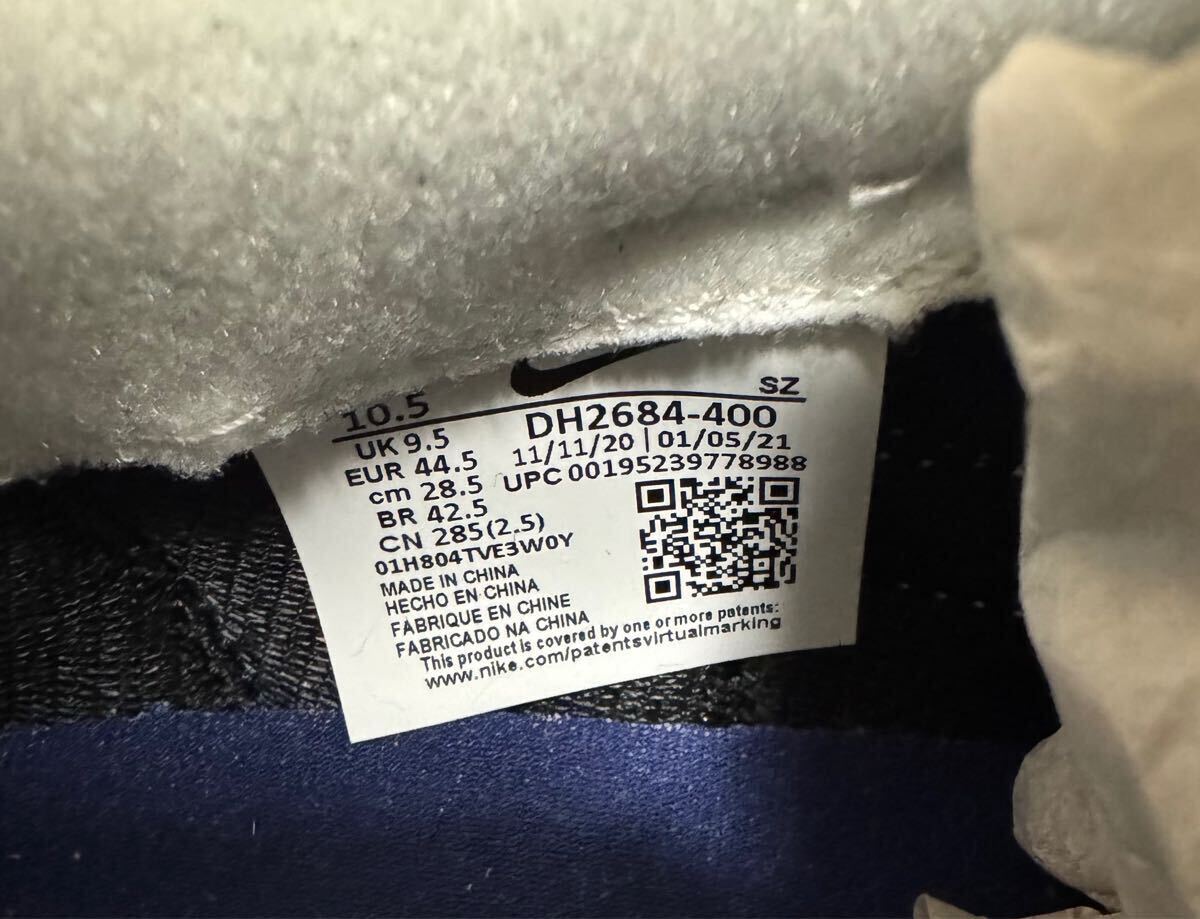 10.5
UK 9.5
EUR 44.5
cm 28.5
BR 42.5
CN 285(2.5)
01H804TVE3W0Y
MADE IN CHINA
HECHO EN CHINA
FABRIQUE EN CHINE
FABRICADO NA CHINA
This product is covered by one or more patents:
www.nike.com/patentsvirtualmarking
SZ
DH2684-400
11/11/20 | 01/05/21
UPC 00195239778988